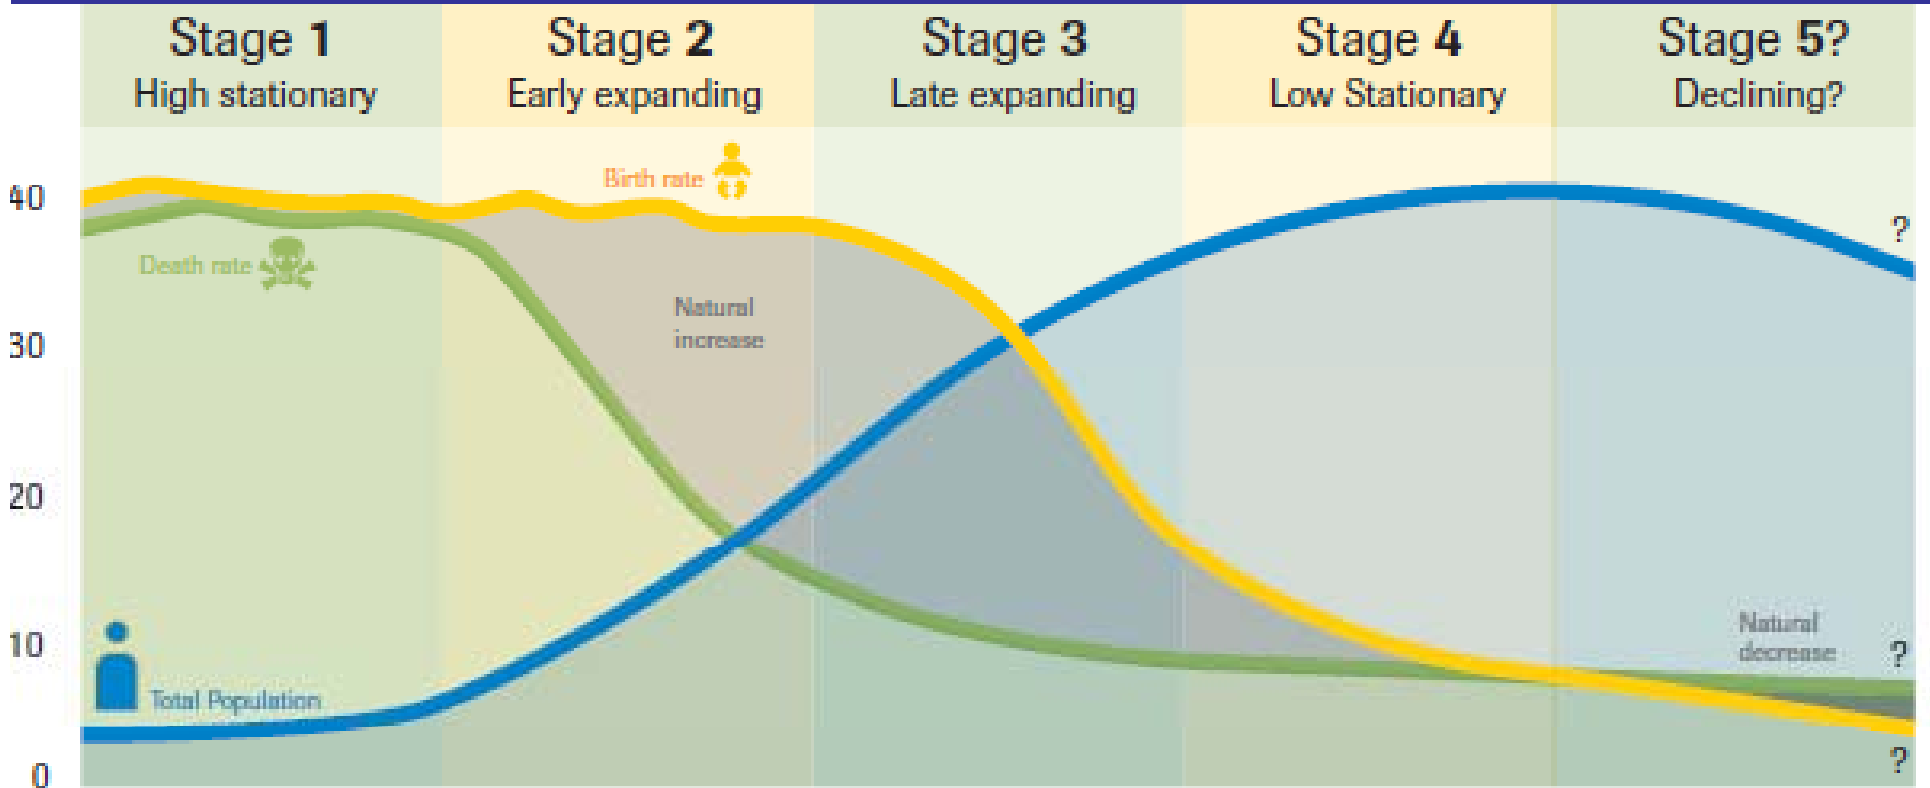 Stage 1
High stationary
Stage 2
Early expanding
Stage 3
Late expanding
Stage 4
Low Stationary
Stage 5?
Declining?
40
30
20
10
0
Birth rate
Death rate
Natural
increase
Total Population
Natural
decrease
?
?
?